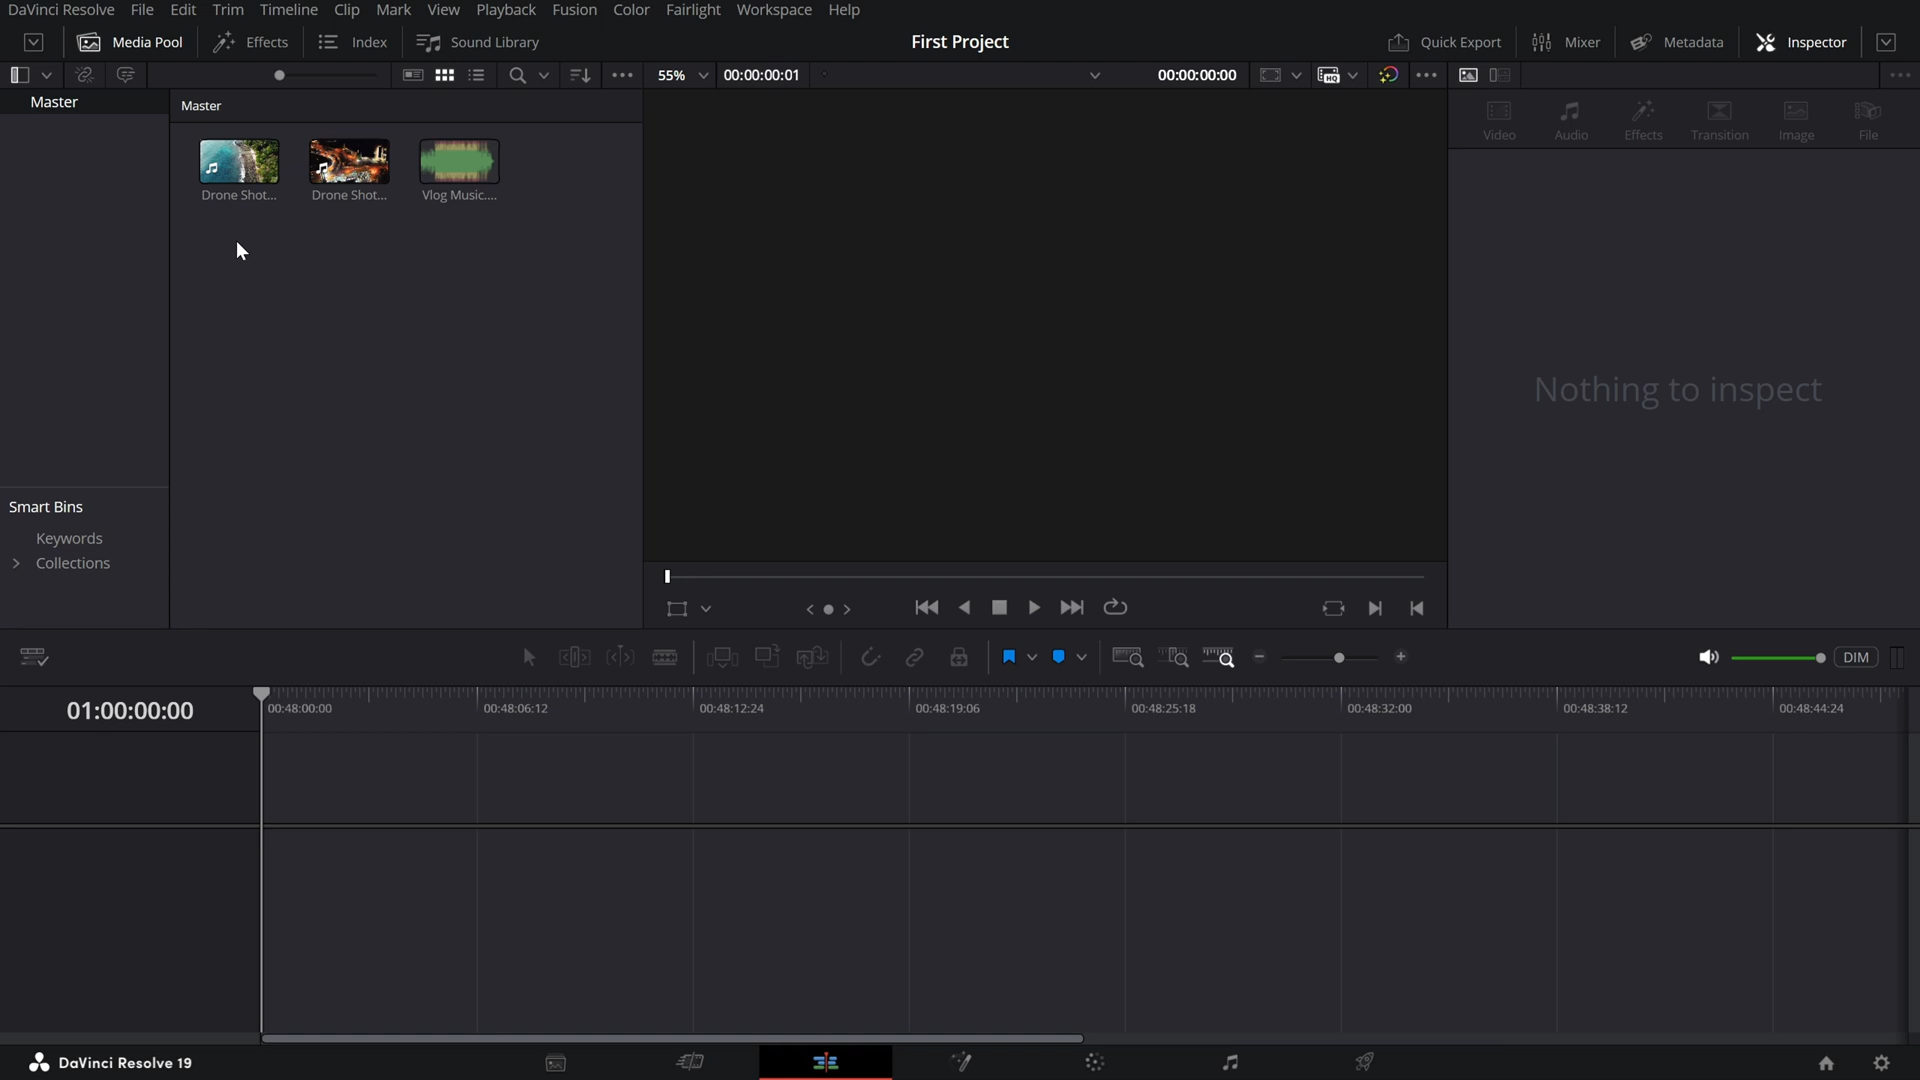 DaVinci Resolve File Edit Trim Timeline Clip Mark View Playback Fusion Color Fairlight Workspace Help
Media Pool Effects Index Sound Library First Project Quick Export Mixer Metadata Inspector
55% 00:00:00:01 00:00:00:00 HQ
Master Master
Video Audio Effects Transition Image File
Drone Shot... Drone Shot... Vlog Music....
Nothing to inspect
Smart Bins
Keywords
Collections
DIM
01:00:00:00 00:48:00:00 00:48:06:12 00:48:12:24 00:48:19:06 00:48:25:18 00:48:32:00 00:48:38:12 00:48:44:24
DaVinci Resolve 19